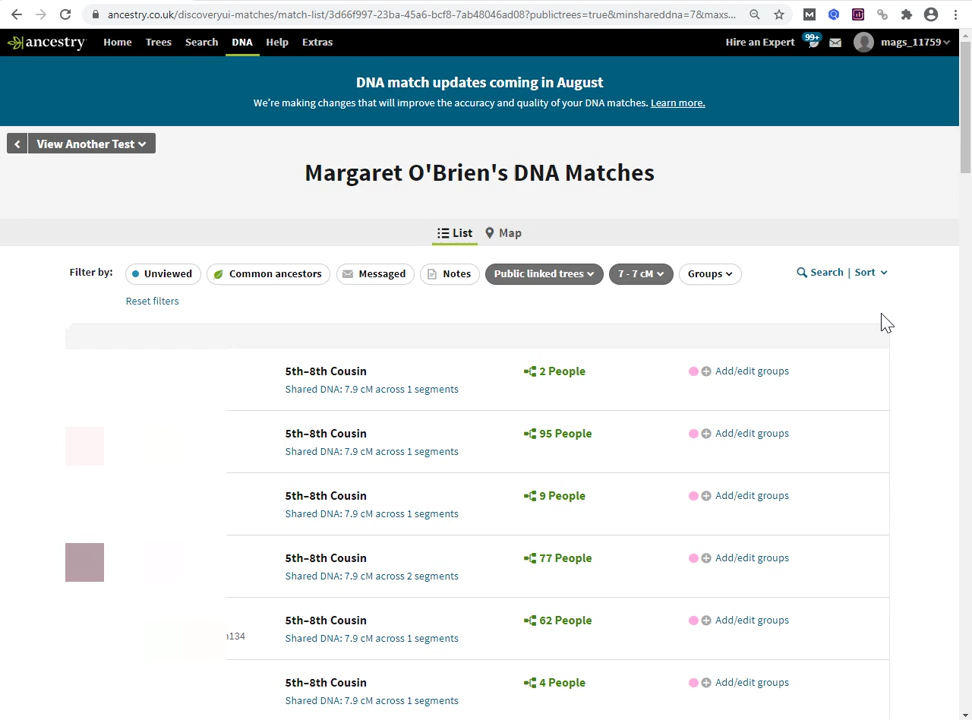 ancestry.co.uk/discoveryui-matches/match-list/3d66f997-23ba-45a6-bcf8-7ab48046ad08?publictrees=true&minshareddna=7&maxs...
ancestry Home Trees Search DNA Help Extras Hire an Expert 99+ mags_11759
DNA match updates coming in August
We're making changes that will improve the accuracy and quality of your DNA matches. Learn more.
View Another Test
Margaret O'Brien's DNA Matches
List Map
Filter by: Unviewed Common ancestors Messaged Notes Public linked trees 7 - 7 cM Groups Search | Sort
Reset filters
5th–8th Cousin 2 People Add/edit groups
Shared DNA: 7.9 cM across 1 segments
5th–8th Cousin 95 People Add/edit groups
Shared DNA: 7.9 cM across 1 segments
5th–8th Cousin 9 People Add/edit groups
Shared DNA: 7.9 cM across 1 segments
5th–8th Cousin 77 People Add/edit groups
Shared DNA: 7.9 cM across 2 segments
5th–8th Cousin 62 People Add/edit groups
134 Shared DNA: 7.9 cM across 1 segments
5th–8th Cousin 4 People Add/edit groups
Shared DNA: 7.9 cM across 1 segments